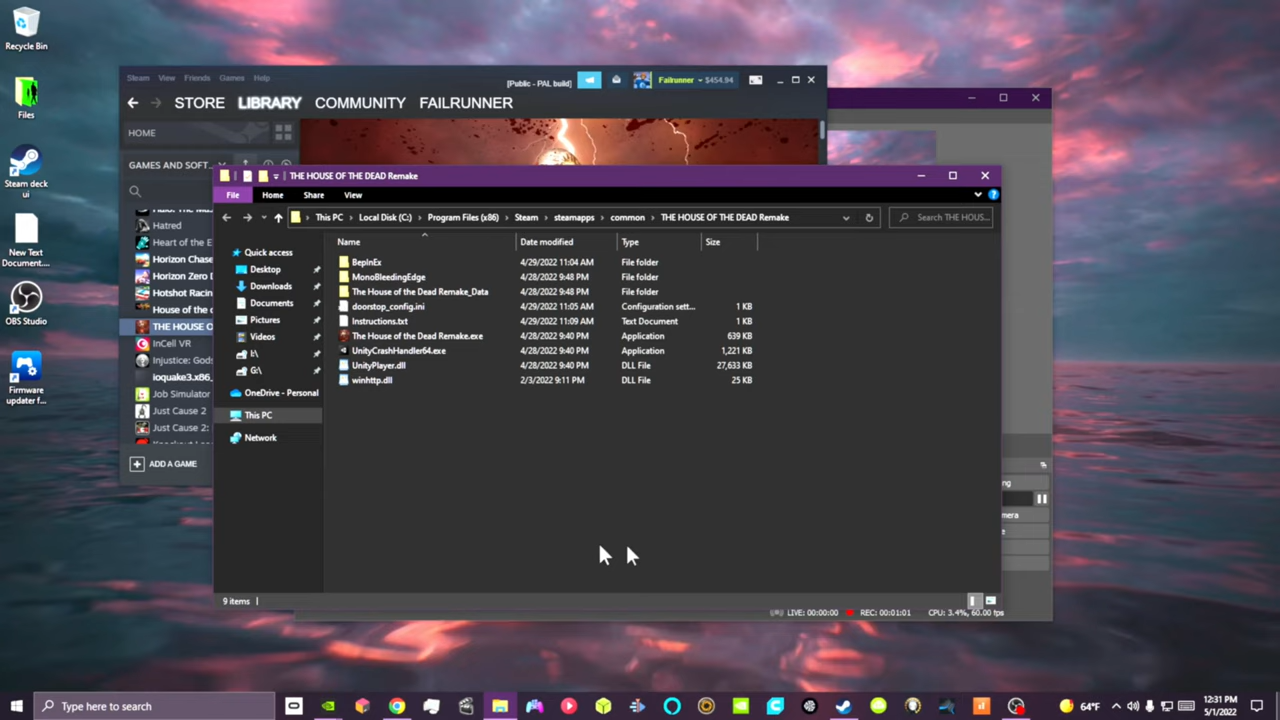 Recycle Bin
Files
Steam deck
ui
New Text
Document....
OBS Studio
Firmware
updater f...
Steam View Friends Games Help
[Public - PAL build]
Failrunner $454.94
STORE LIBRARY COMMUNITY FAILRUNNER
HOME
GAMES AND SOFT
Hatred
Heart of the E
Horizon Chase
Horizon Zero
Hotshot Racin
House of the
THE HOUSE O
InCell VR
Injustice: Gods
ioquake3.x86_
Job Simulator
Just Cause 2
Just Cause 2:
ADD A GAME
THE HOUSE OF THE DEAD Remake
File Home Share View
This PC Local Disk (C:) Program Files (x86) Steam steamapps common THE HOUSE OF THE DEAD Remake
Search THE HOUS...
Quick access
Desktop
Downloads
Documents
Pictures
Videos
I:\
G:\
OneDrive - Personal
This PC
Network
Name Date modified Type Size
BepInEx 4/29/2022 11:04 AM File folder
MonoBleedingEdge 4/28/2022 9:48 PM File folder
The House of the Dead Remake_Data 4/28/2022 9:48 PM File folder
doorstop_config.ini 4/29/2022 11:05 AM Configuration sett... 1 KB
Instructions.txt 4/29/2022 11:09 AM Text Document 1 KB
The House of the Dead Remake.exe 4/28/2022 9:40 PM Application 639 KB
UnityCrashHandler64.exe 4/28/2022 9:40 PM Application 1,221 KB
UnityPlayer.dll 4/28/2022 9:40 PM DLL File 27,633 KB
winhttp.dll 2/3/2022 9:11 PM DLL File 25 KB
9 items
ng
mera
LIVE: 00:00:00 REC: 00:01:01 CPU: 3.4%, 60.00 fps
Type here to search
64°F
12:31 PM
5/1/2022